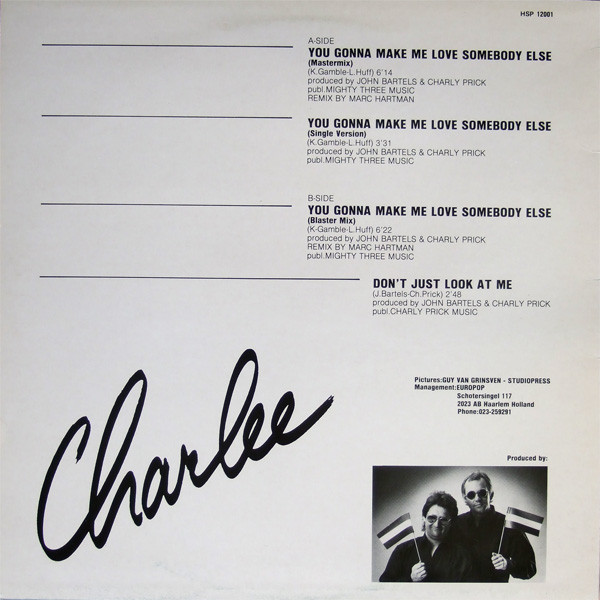 HSP 12001
A-SIDE
YOU GONNA MAKE ME LOVE SOMEBODY ELSE
(Mastermix)
(K.Gamble-L.Huff) 6'14
produced by JOHN BARTELS & CHARLY PRICK
publ.MIGHTY THREE MUSIC
REMIX BY MARC HARTMAN
YOU GONNA MAKE ME LOVE SOMEBODY ELSE
(Single Version)
(K.Gamble-L.Huff) 3'31
produced by JOHN BARTELS & CHARLY PRICK
publ.MIGHTY THREE MUSIC
B-SIDE
YOU GONNA MAKE ME LOVE SOMEBODY ELSE
(Blaster Mix)
(K-Gamble-L.Huff) 6'22
produced by JOHN BARTELS & CHARLY PRICK
REMIX BY MARC HARTMAN
publ.MIGHTY THREE MUSIC
DON'T JUST LOOK AT ME
(J.Bartels-Ch.Prick) 2'48
produced by JOHN BARTELS & CHARLY PRICK
publ.CHARLY PRICK MUSIC
Charlee
Pictures:GUY VAN GRINSVEN - STUDIOPRESS
Management:EUROPOP
Schotersingel 117
2023 AB Haarlem Holland
Phone:023-259291
Produced by: